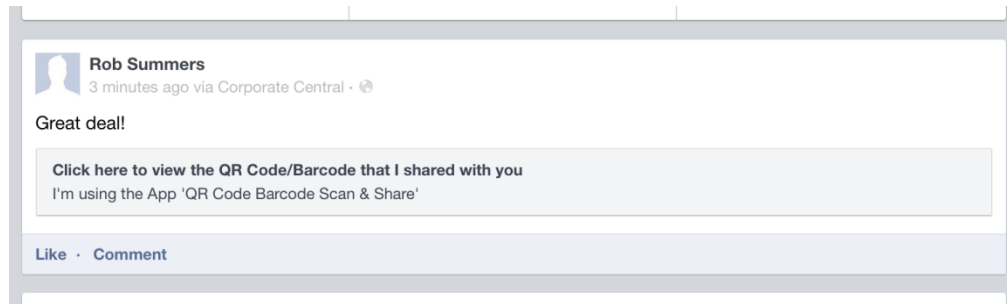 Rob Summers
3 minutes ago via Corporate Central ·
Great deal!
Click here to view the QR Code/Barcode that I shared with you
I'm using the App 'QR Code Barcode Scan & Share'
Like · Comment